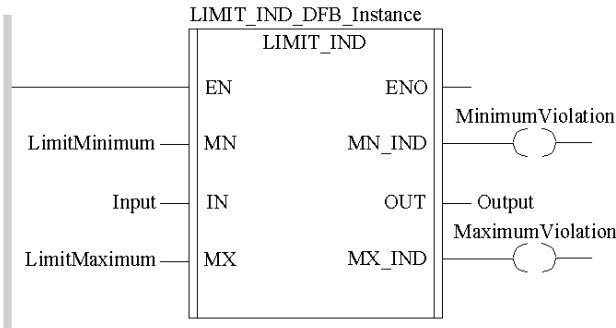 LIMIT_IND_DFB_Instance
LIMIT_IND
EN ENO
MinimumViolation
LimitMinimum MN MN_IND
Input IN OUT Output
MaximumViolation
LimitMaximum MX MX_IND